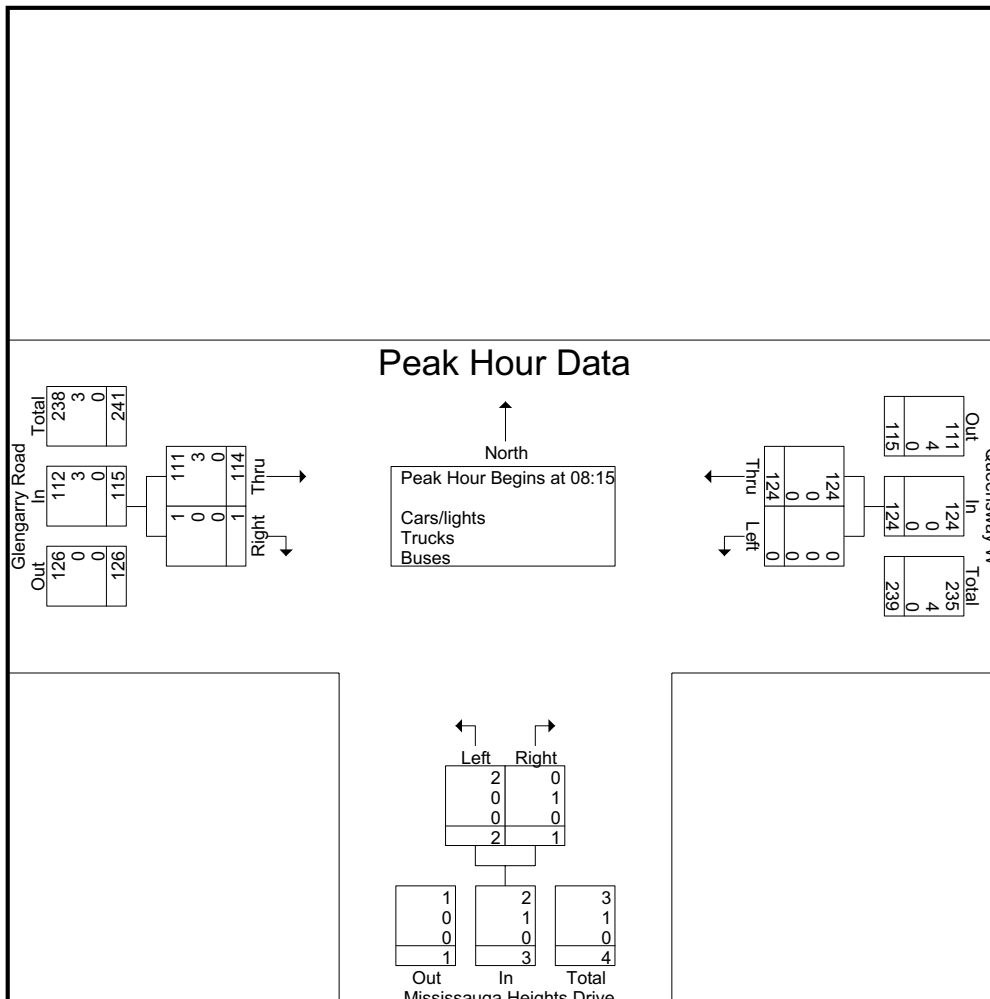 Peak Hour Data
North
Peak Hour Begins at 08:15
Cars/lights
Trucks
Buses
Glengarry Road
Total
238 3 0 241
In
112 3 0 115
Out
126 0 0 126
Thru
111 3 0 114
Right
1 0 0 1
Out
111 4 0 115
In
124 0 0 124
Total
235 4 0 239
Thru
124 0 0 124
Left
0 0 0 0
Left Right
2 0
0 1
0 0
2 1
1 2 3
0 1 1
0 0 0
1 3 4
Out In Total
Mississauga Heights Drive